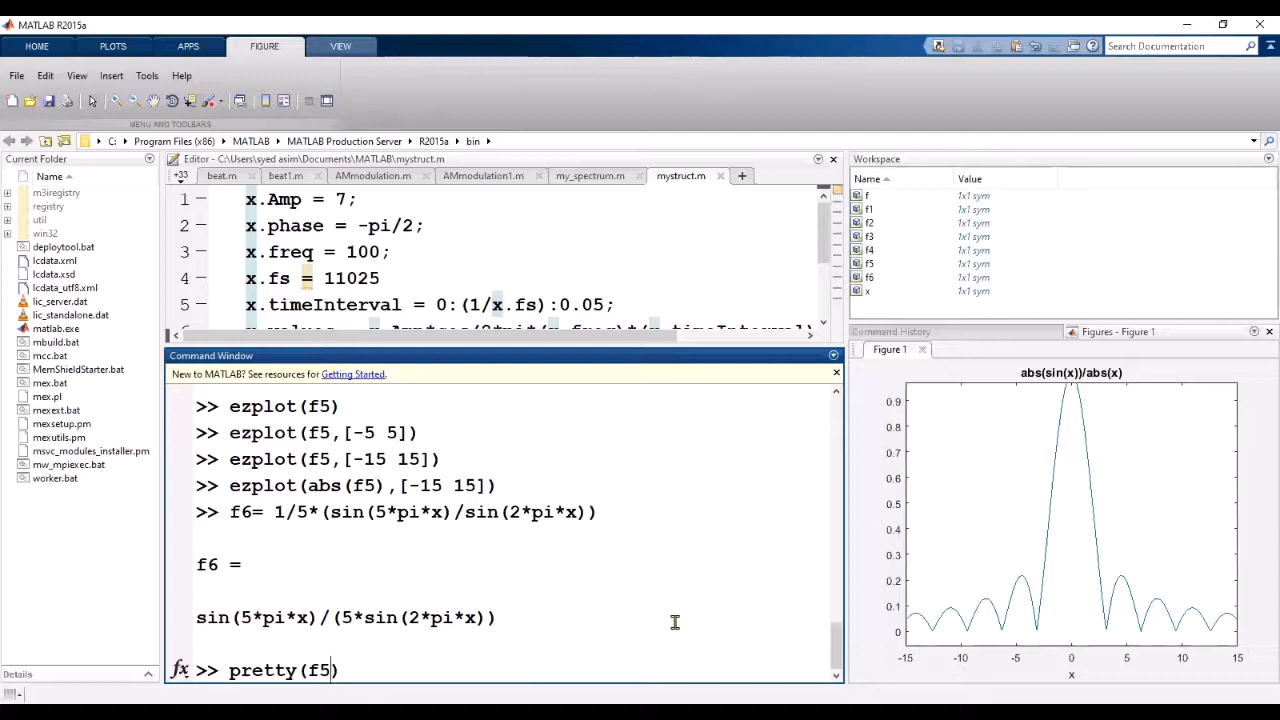 MATLAB R2015a
HOME PLOTS APPS FIGURE VIEW
Search Documentation
File Edit View Insert Tools Help
MENU AND TOOLBARS
C: Program Files (x86) MATLAB MATLAB Production Server R2015a bin
Current Folder
Name
m3iregistry
registry
util
win32
deploytool.bat
lcdata.xml
lcdata.xsd
lcdata_utf8.xml
lic_server.dat
lic_standalone.dat
matlab.exe
mbuild.bat
mcc.bat
MemShieldStarter.bat
mex.bat
mex.pl
mexext.bat
mexsetup.pm
mexutils.pm
msvc_modules_installer.pm
mw_mpiexec.bat
worker.bat
Details
Editor - C:\Users\syed asim\Documents\MATLAB\mystruct.m
+33 beat.m beat1.m AMmodulation.m AMmodulation1.m my_spectrum.m mystruct.m
1 x.Amp = 7;
2 x.phase = -pi/2;
3 x.freq = 100;
4 x.fs = 11025
5 x.timeInterval = 0:(1/x.fs):0.05;
Command Window
New to MATLAB? See resources for Getting Started.
>> ezplot(f5)
>> ezplot(f5,[-5 5])
>> ezplot(f5,[-15 15])
>> ezplot(abs(f5),[-15 15])
>> f6= 1/5*(sin(5*pi*x)/sin(2*pi*x))
f6 =
sin(5*pi*x)/(5*sin(2*pi*x))
fx >> pretty(f5)
Workspace
Name Value
f 1x1 sym
f1 1x1 sym
f2 1x1 sym
f3 1x1 sym
f4 1x1 sym
f5 1x1 sym
f6 1x1 sym
x 1x1 sym
Command History Figures - Figure 1
Figure 1
abs(sin(x))/abs(x)
0.9
0.8
0.7
0.6
0.5
0.4
0.3
0.2
0.1
0
-15 -10 -5 0 5 10 15
x